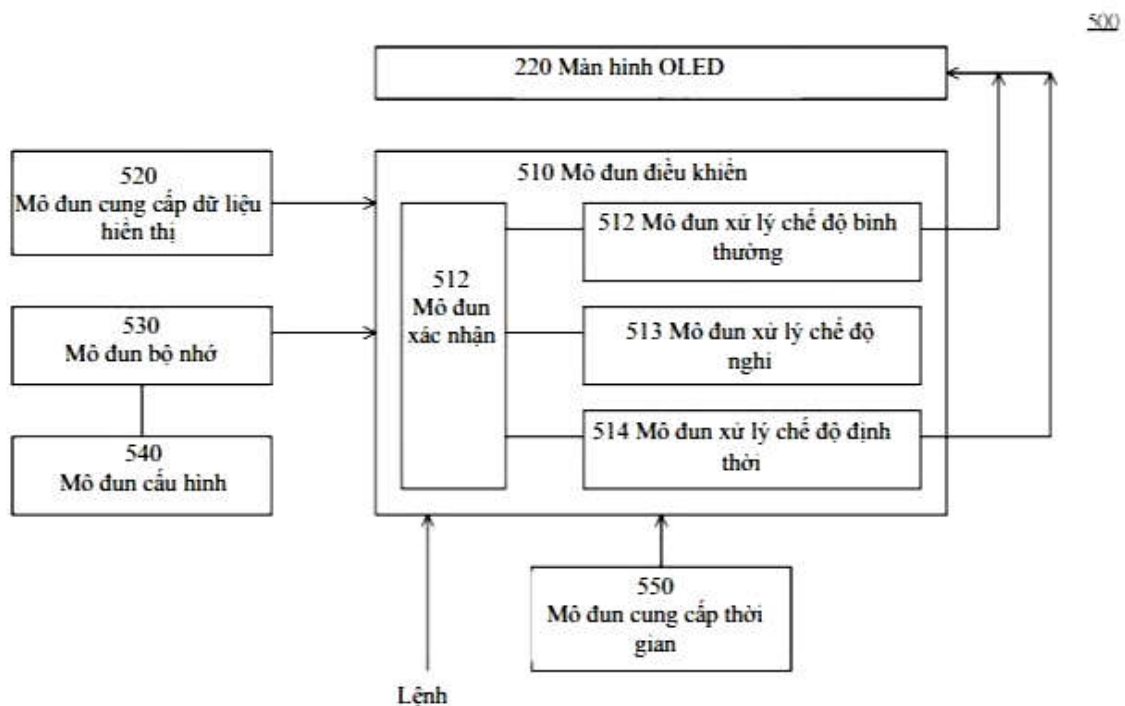 500
220 Màn hình OLED
510 Mô đun điều khiển
520
Mô đun cung cấp dữ liệu
hiển thị
512 Mô đun xử lý chế độ bình
thường
512
Mô đun
xác nhận
530
Mô đun bộ nhớ
513 Mô đun xử lý chế độ
nghi
514 Mô đun xử lý chế độ định
thời
540
Mô đun cấu hình
550
Mô đun cung cấp thời
gian
Lệnh